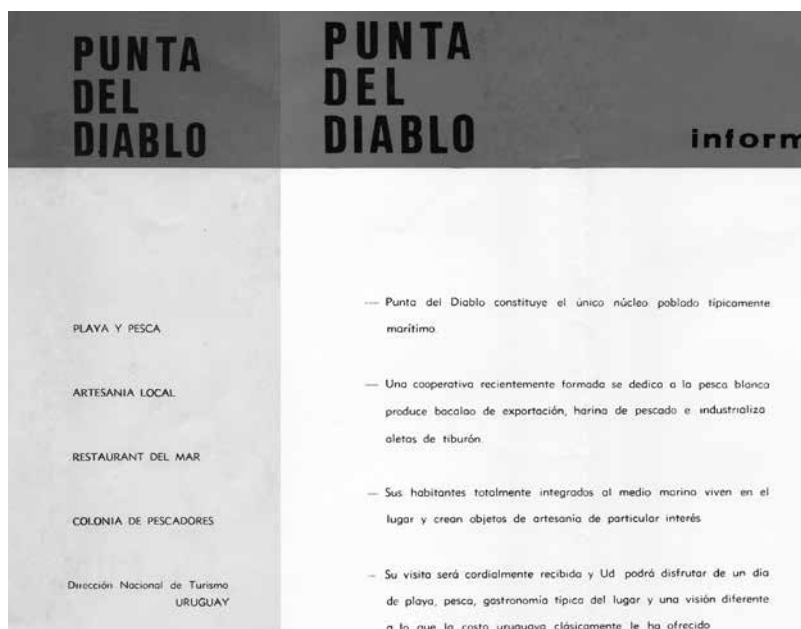 PUNTA
DEL
DIABLO
PLAYA Y PESCA
ARTESANIA LOCAL
RESTAURANT DEL MAR
COLONIA DE PESCADORES
Dirección Nacional de Turismo
URUGUAY
PUNTA
DEL
DIABLO
inform
— Punta del Diablo constituye el único núcleo poblado típicamente
marítimo.
— Una cooperativa recientemente formada se dedica a la pesca blanca
produce bacalao de exportación, harina de pescado e industrializa
aletas de tiburón.
— Sus habitantes totalmente integrados al medio marino viven en el
lugar y crean objetos de artesanía de particular interés
— Su visita será cordialmente recibida y Ud podrá disfrutar de un día
de playa, pesca, gastronomía típica del lugar y una visión diferente
a lo que la costa uruguaya clásicamente le ha ofrecido